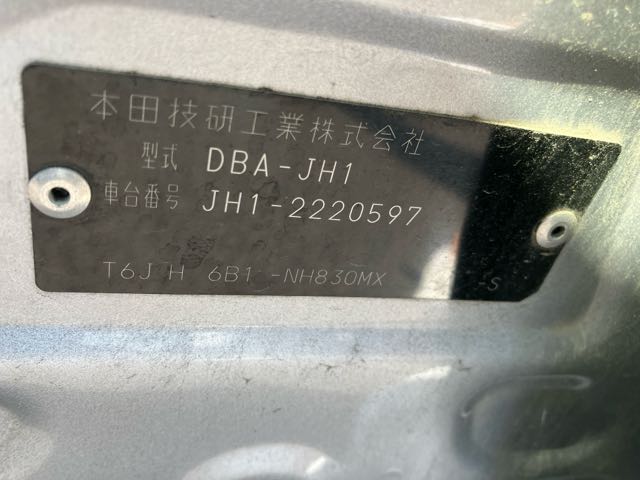 本田技研工業株式会社
型式 DBA-JH1
車台番号 JH1-2220597
T6J H 6B1 -NH830MX -S